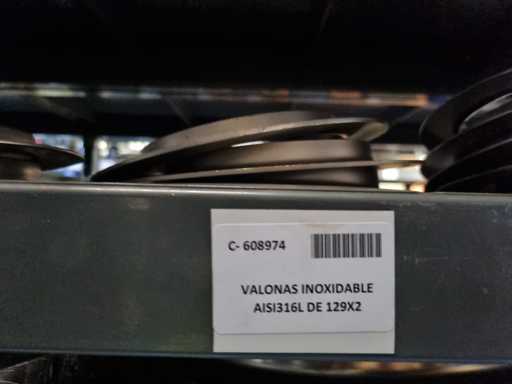 C- 608974
VALONAS INOXIDABLE
AISI316L DE 129X2